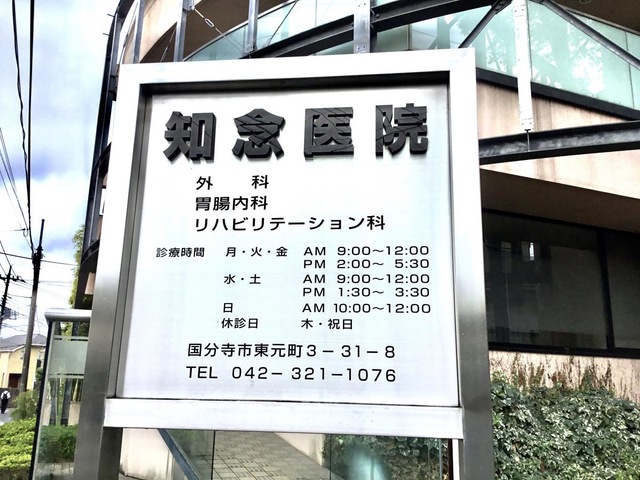 知念医院
外　科
胃腸内科
リハビリテーション科
診療時間　月・火・金　AM 9:00～12:00
PM 2:00～ 5:30
水・土　AM 9:00～12:00
PM 1:30～ 3:30
日　AM 10:00～12:00
休診日　木・祝日
国分寺市東元町3－31－8
TEL 042－321－1076